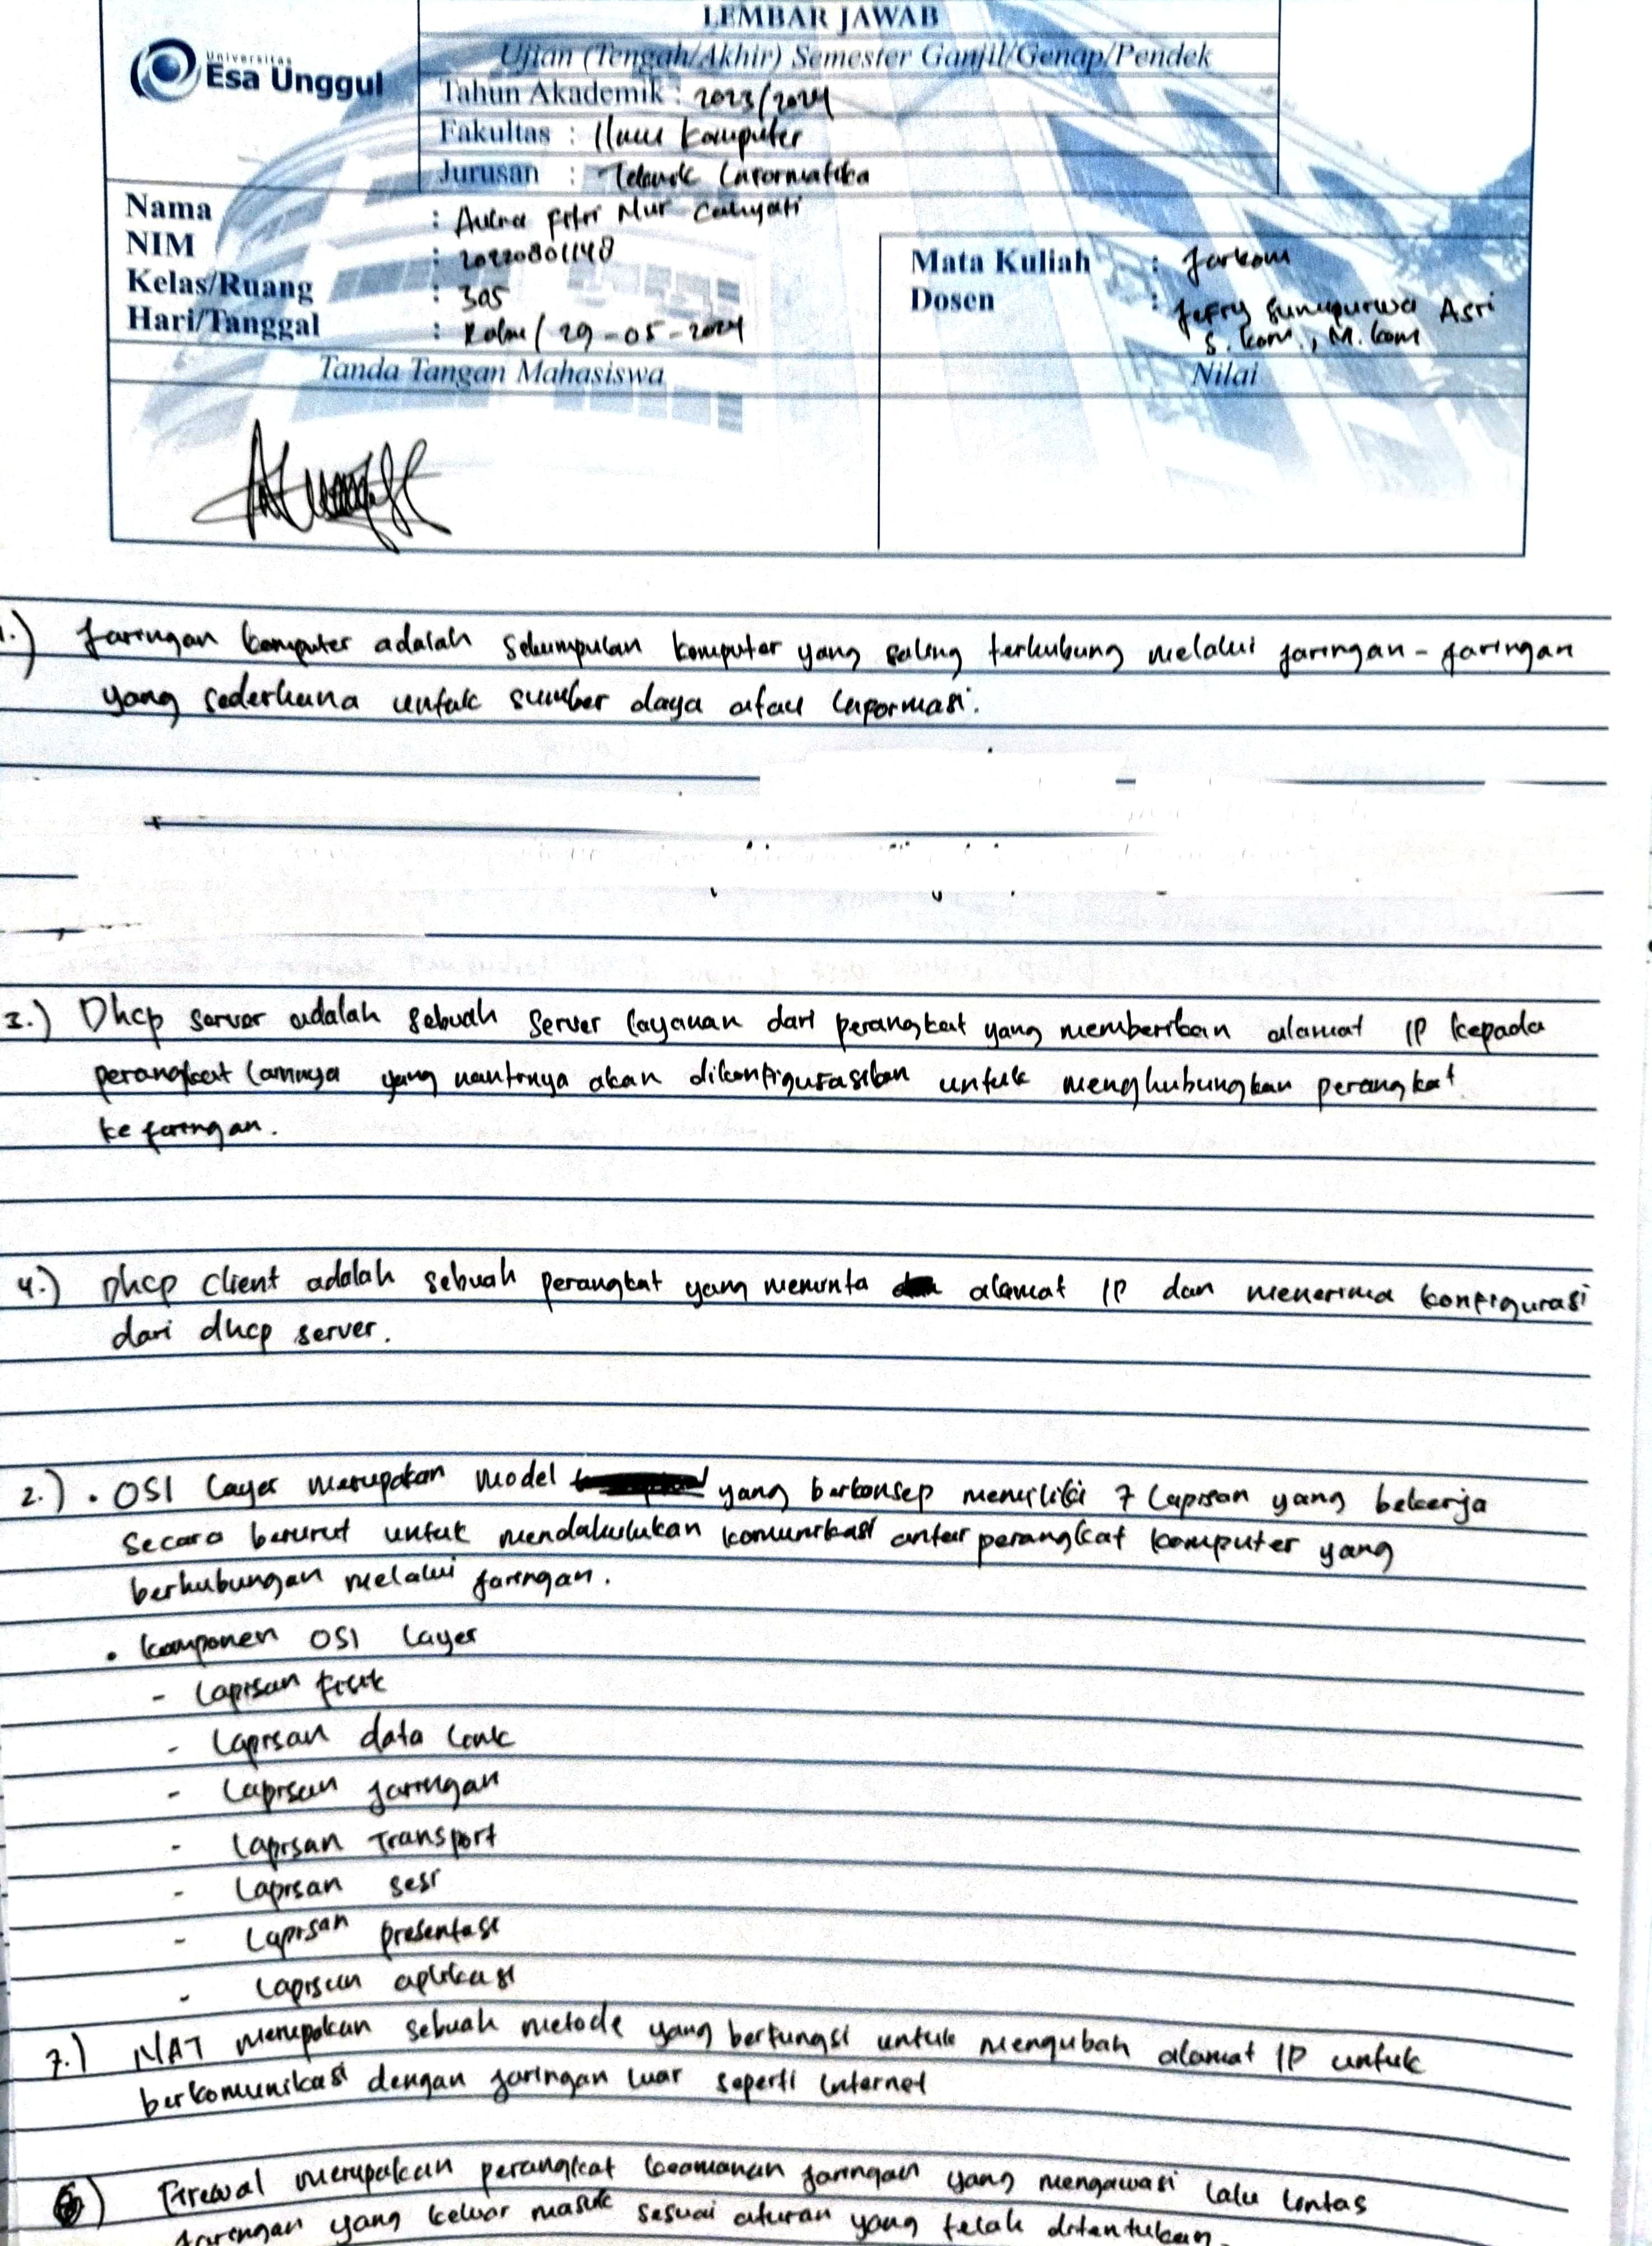 LEMBAR JAWAB
Universitas
Esa Unggul
Ujian (Tengah/Akhir) Semester Ganjil/Genap/Pendek
Tahun Akademik : 2023/2024
Fakultas : Ilmu Komputer
Jurusan : Teknik Informatika
Nama : Fitri Nur Cahyati
NIM : 20220801148
Kelas/Ruang : 305
Hari/Tanggal : Rabu / 29-05-2024
Mata Kuliah : Jarkom
Dosen : Jefry Sunupurwa Asri
S. Kom., M. Kom
Tanda Tangan Mahasiswa
Nilai
1.) Jaringan komputer adalah sekumpulan komputer yang saling terhubung melalui jaringan-jaringan
yang sederhana untuk sumber daya atau informasi.
3.) Dhcp server adalah sebuah server layanan dari perangkat yang memberikan alamat IP kepada
perangkat lainnya yang nantinya akan dikonfigurasikan untuk menghubungkan perangkat
ke jaringan.
4.) Dhcp client adalah sebuah perangkat yang meminta alamat IP dan menerima konfigurasi
dari dhcp server.
2.) • OSI Layer merupakan model yang berkonsep memiliki 7 lapisan yang bekerja
secara berurut untuk mendahulukan komunikasi antar perangkat komputer yang
berhubungan melalui jaringan.
• komponen OSI layer
- Lapisan fisik
- Lapisan data link
- Lapisan jaringan
- Lapisan Transport
- Lapisan sesi
- Lapisan presentasi
- Lapisan aplikasi
7.) NAT merupakan sebuah metode yang berfungsi untuk mengubah alamat IP untuk
berkomunikasi dengan jaringan luar seperti internet
6) Firewal merupakan perangkat keamanan jaringan yang mengawasi lalu lintas
jaringan yang keluar masuk sesuai aturan yang telah ditentukan.